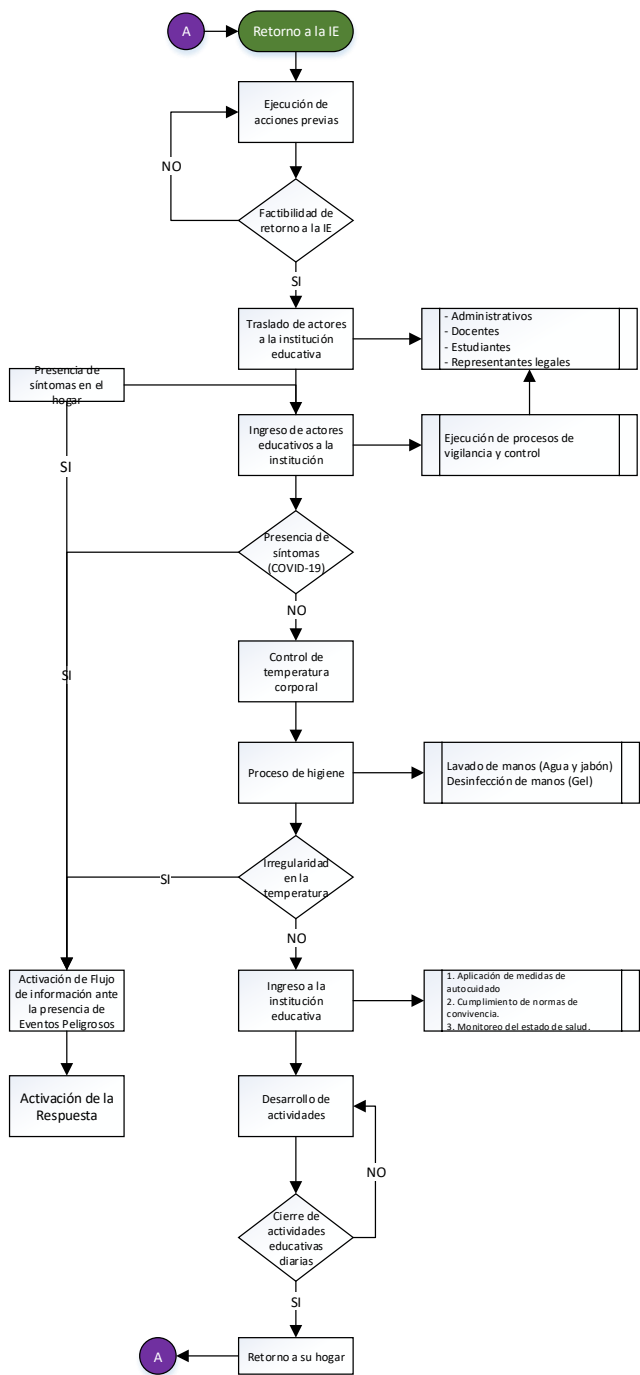 A
Retorno a la IE
Ejecución de
acciones previas
NO
Factibilidad de
retorno a la IE
SI
Traslado de actores
a la institución
educativa
- Administrativos
- Docentes
- Estudiantes
- Representantes legales
Presencia de
síntomas en el
hogar
Ingreso de actores
educativos a la
institución
Ejecución de procesos de
vigilancia y control
SI
Presencia de
síntomas
(COVID-19)
NO
Control de
temperatura
corporal
SI
Proceso de higiene
Lavado de manos (Agua y jabón)
Desinfección de manos (Gel)
Irregularidad
en la
temperatura
SI
NO
Activación de Flujo
de información ante
la presencia de
Eventos Peligrosos
Ingreso a la
institución
educativa
1. Aplicación de medidas de
autocuidado
2. Cumplimiento de normas de
convivencia.
3. Monitoreo del estado de salud.
Activación de la
Respuesta
Desarrollo de
actividades
NO
Cierre de
actividades
educativas
diarias
SI
A
Retorno a su hogar